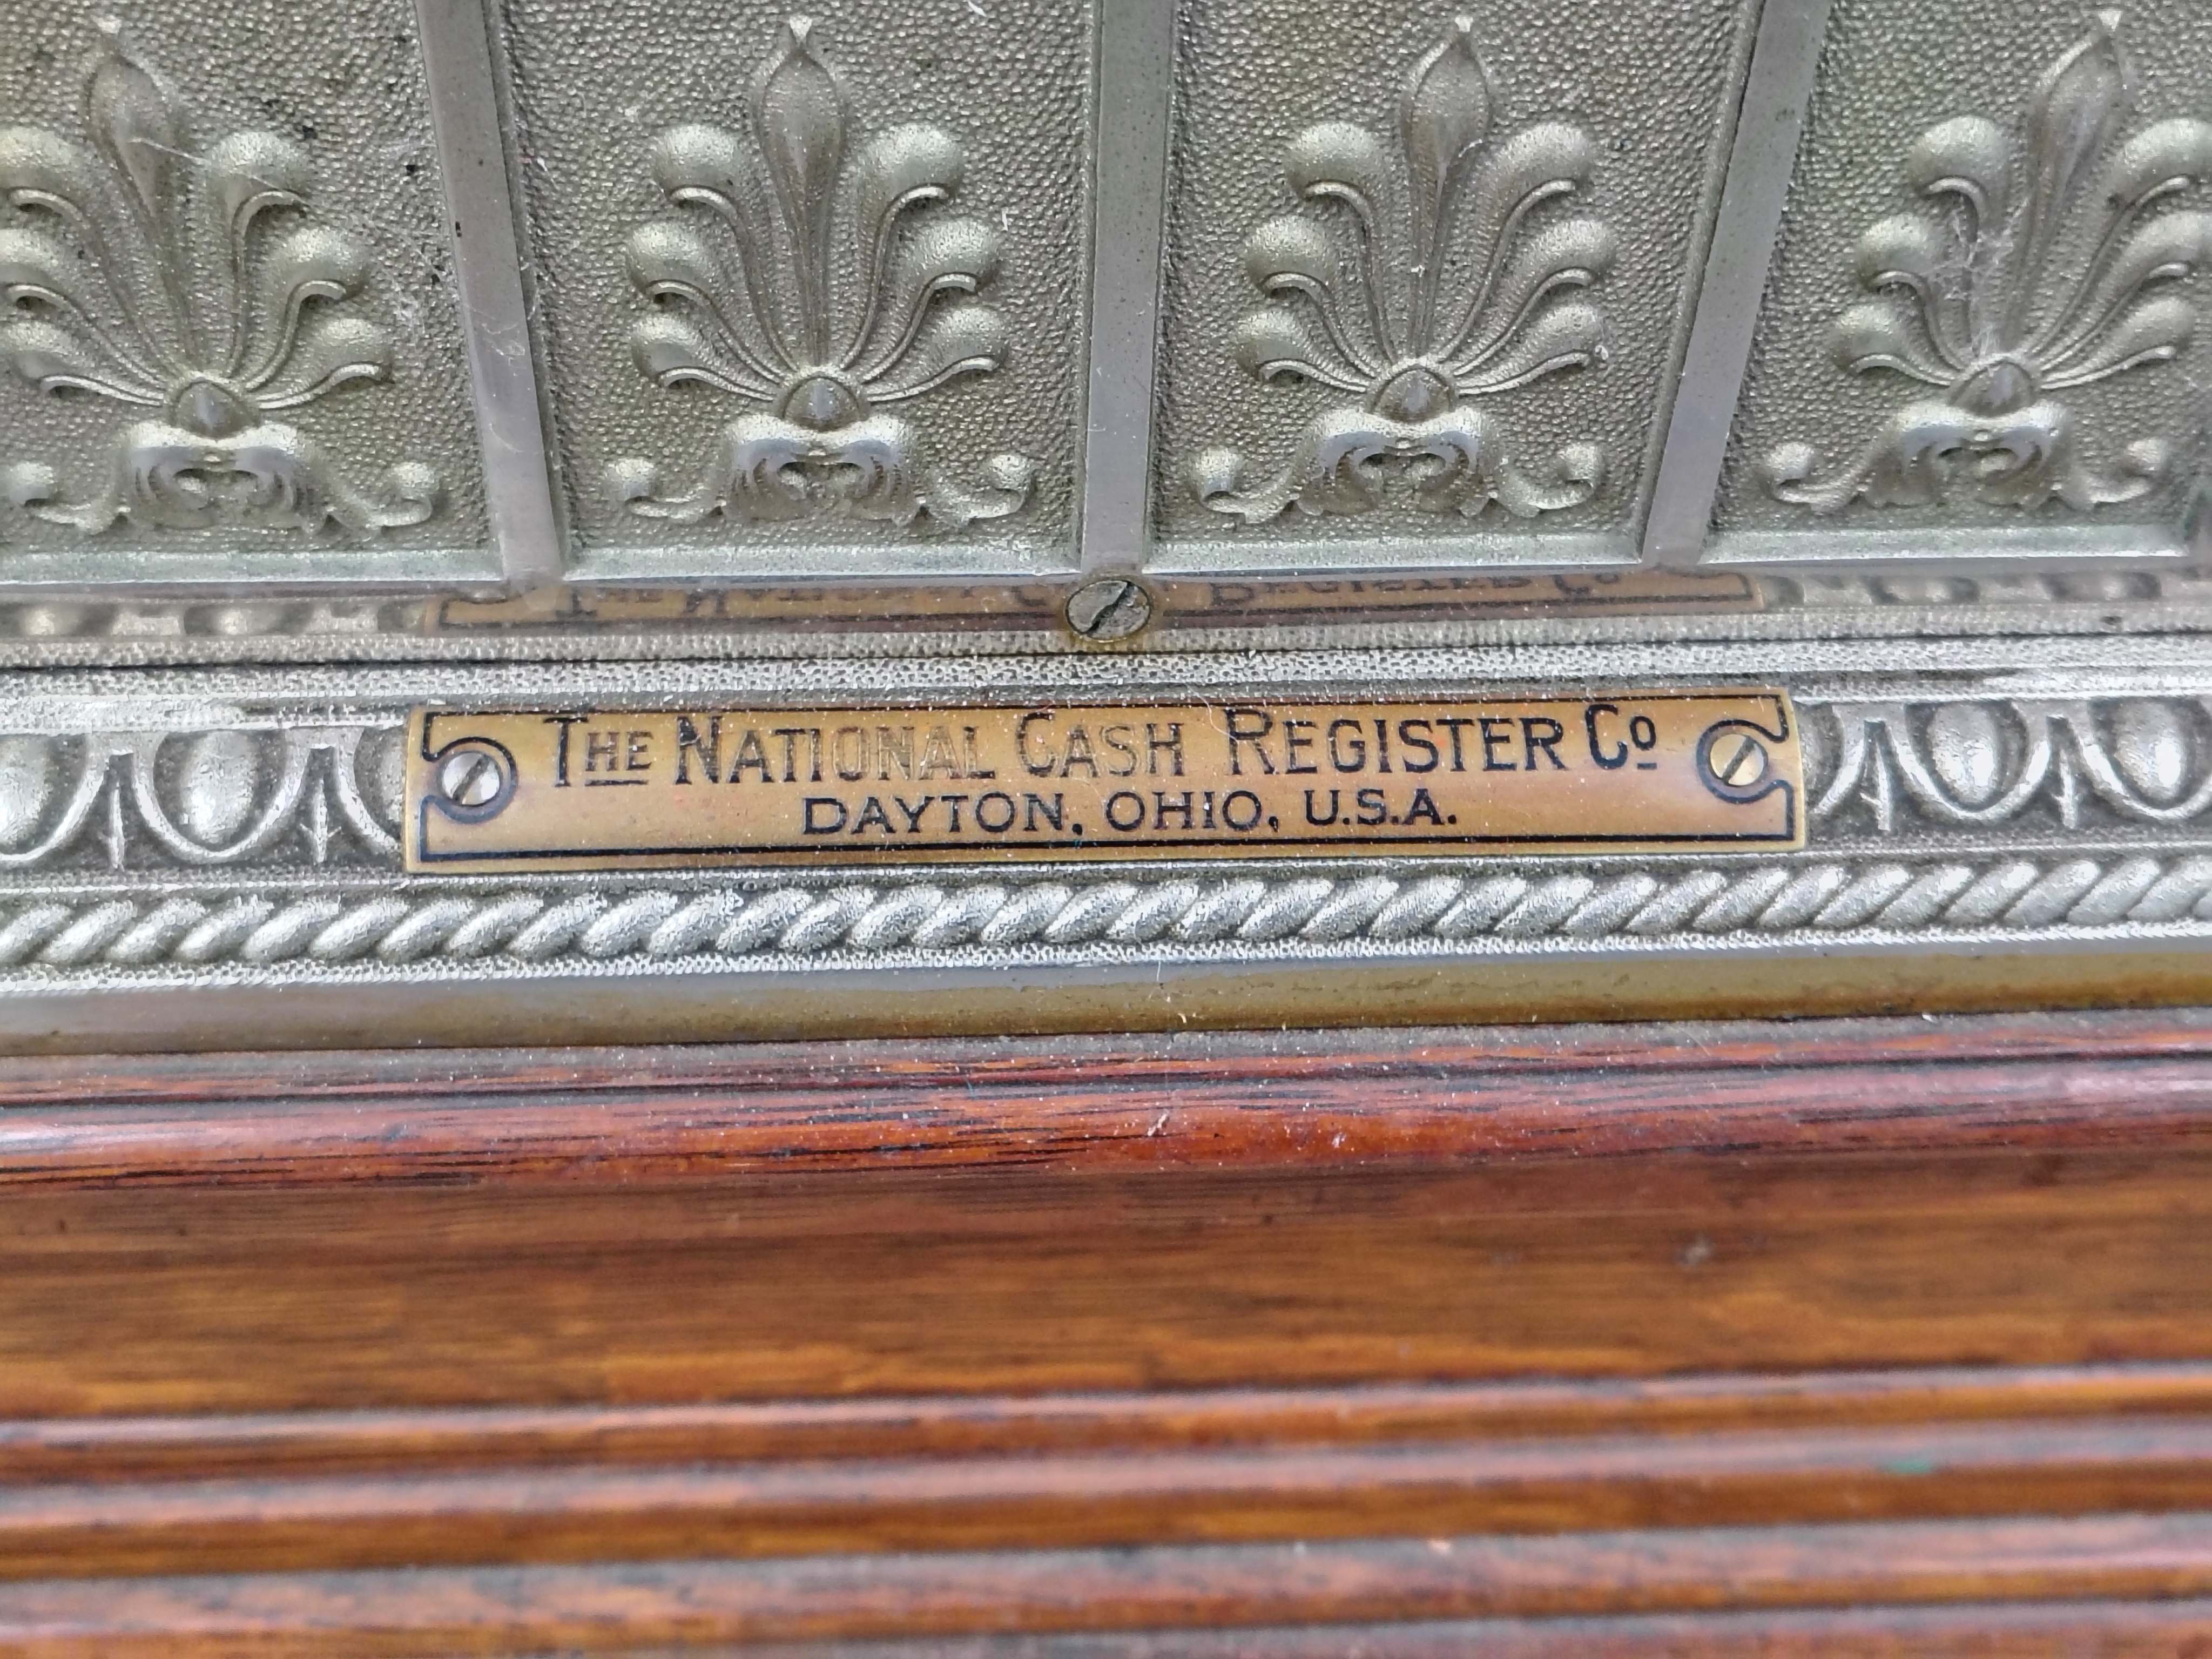 THE NATIONAL CASH REGISTER Co
DAYTON, OHIO, U.S.A.